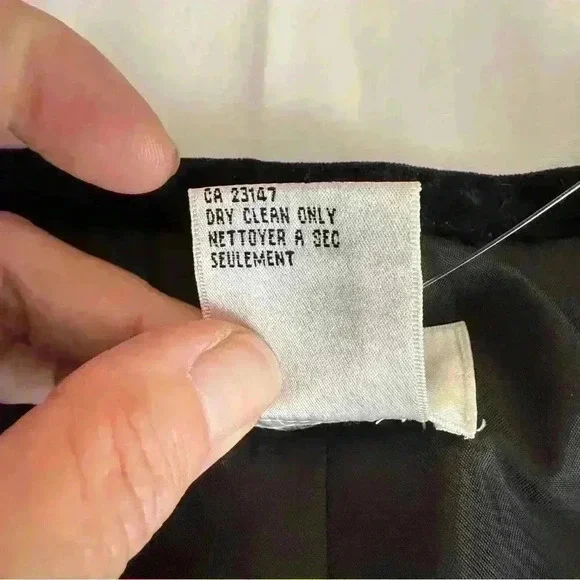 CA 23147
DRY CLEAN ONLY
NETTOYER A SEC
SEULEMENT